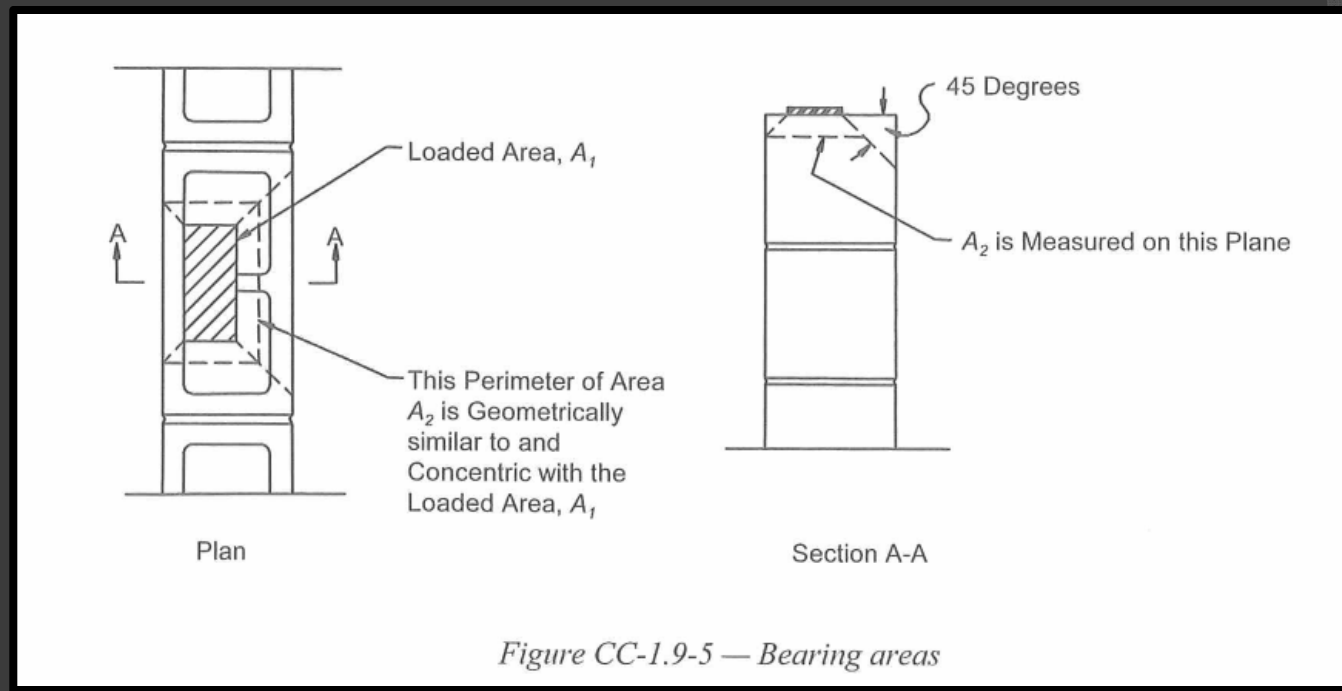 Loaded Area, A1
A
A
This Perimeter of Area
A2 is Geometrically
similar to and
Concentric with the
Loaded Area, A1
Plan
45 Degrees
A2 is Measured on this Plane
Section A-A
Figure CC-1.9-5 — Bearing areas